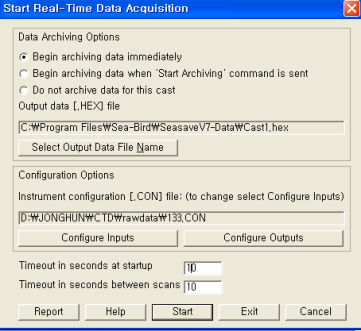 Start Real-Time Data Acquisition
Data Archiving Options
Begin archiving data immediately
Begin archiving data when 'Start Archiving' command is sent
Do not archive data for this cast
Output data [.HEX] file
C:₩Program Files₩Sea-Bird₩SeasaveV7-Data₩Cast1.hex
Select Output Data File Name
Configuration Options
Instrument configuration [.CON] file: (to change select Configure Inputs)
D:₩JONGHUN₩CTD₩rawdata₩133.CON
Configure Inputs Configure Outputs
Timeout in seconds at startup 10
Timeout in seconds between scans 10
Report Help Start Exit Cancel